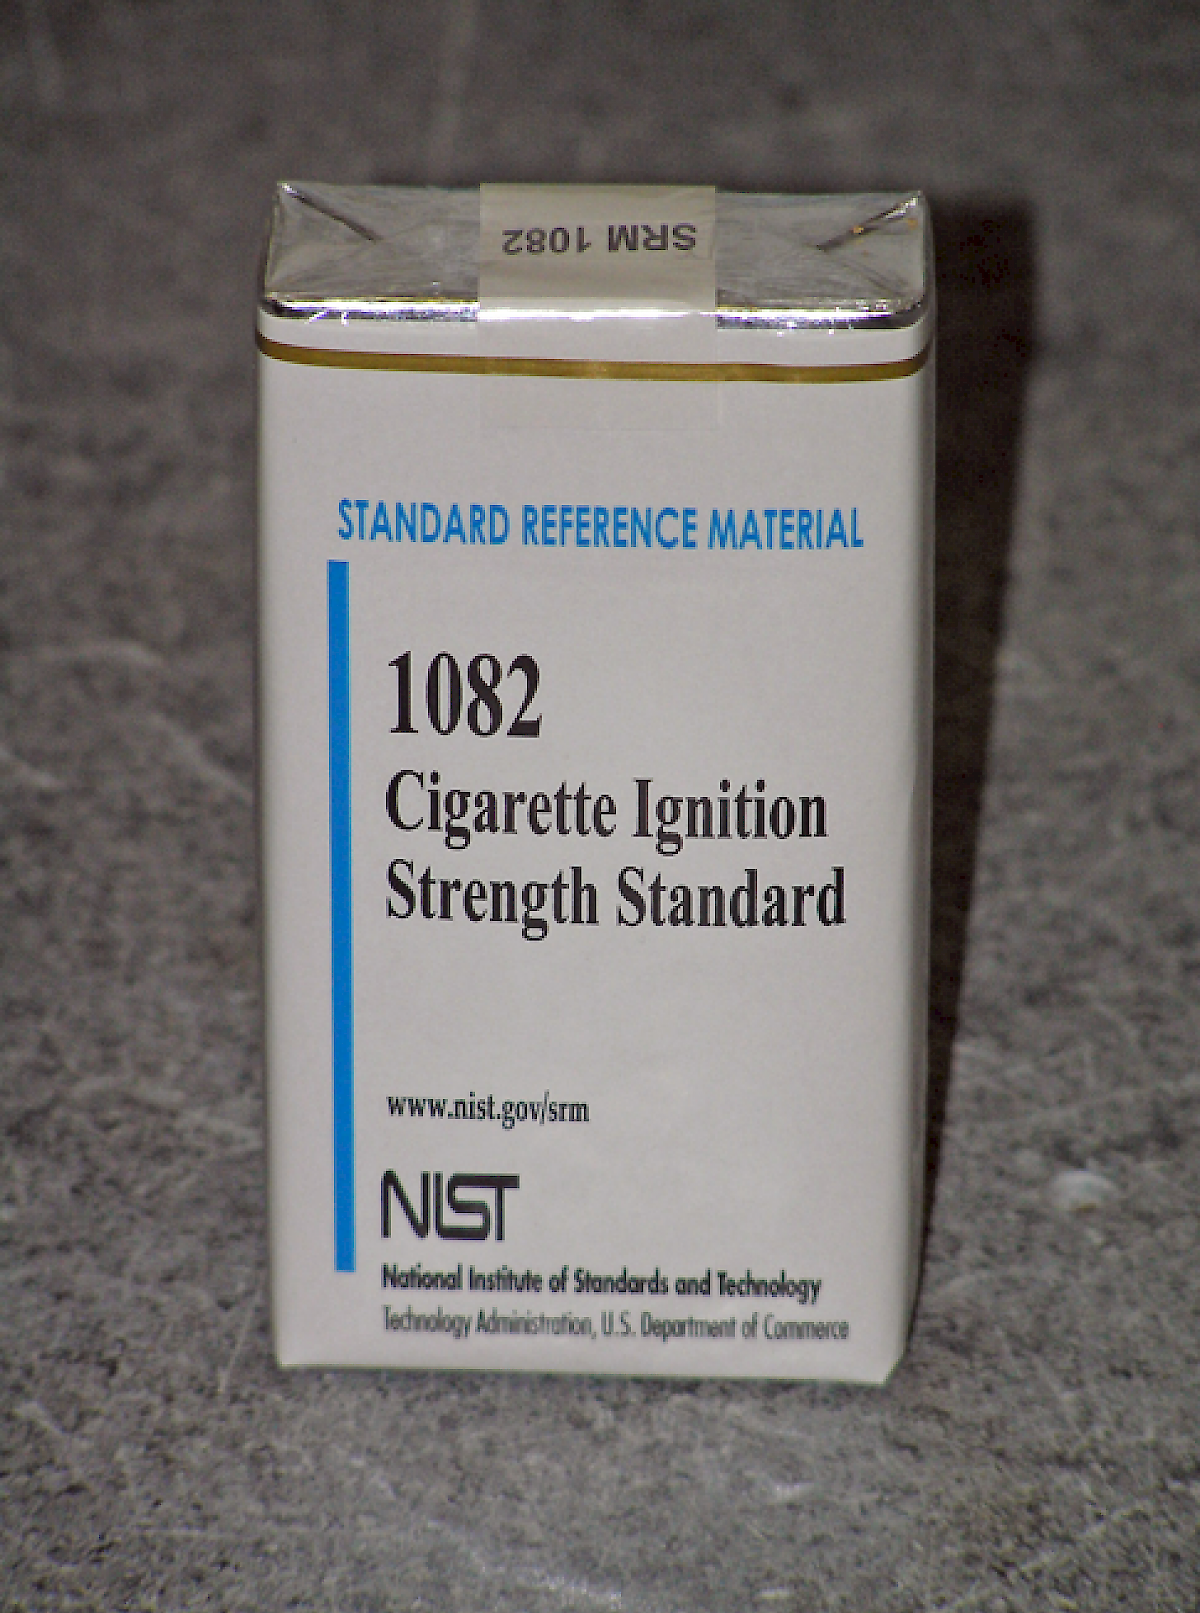 SRM 1082
STANDARD REFERENCE MATERIAL
1082
Cigarette Ignition
Strength Standard
www.nist.gov/srm
NIST
National Institute of Standards and Technology
Technology Administration, U.S. Department of Commerce